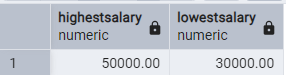 highestsalary lowestsalary
numeric numeric
1 50000.00 30000.00